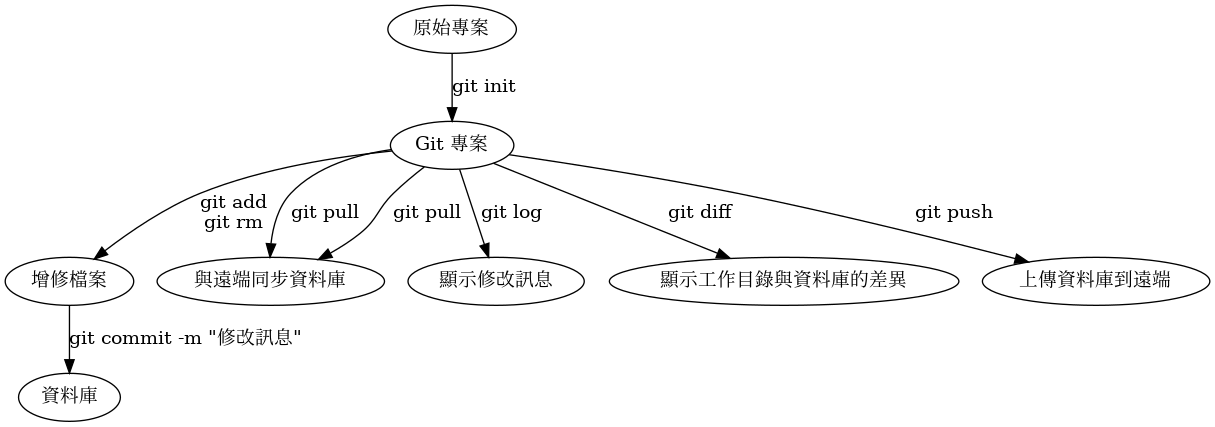 原始專案
git init
Git 專案
git add
git rm
git pull
git pull
git log
git diff
git push
增修檔案
與遠端同步資料庫
顯示修改訊息
顯示工作目錄與資料庫的差異
上傳資料庫到遠端
git commit -m "修改訊息"
資料庫